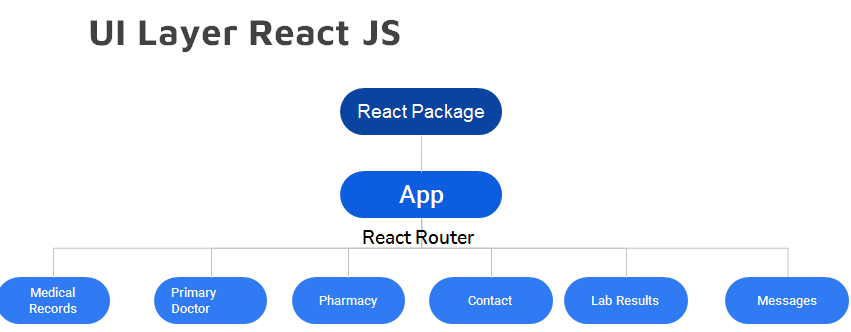 UI Layer React JS
React Package
App
React Router
Medical
Records
Primary
Doctor
Pharmacy
Contact
Lab Results
Messages